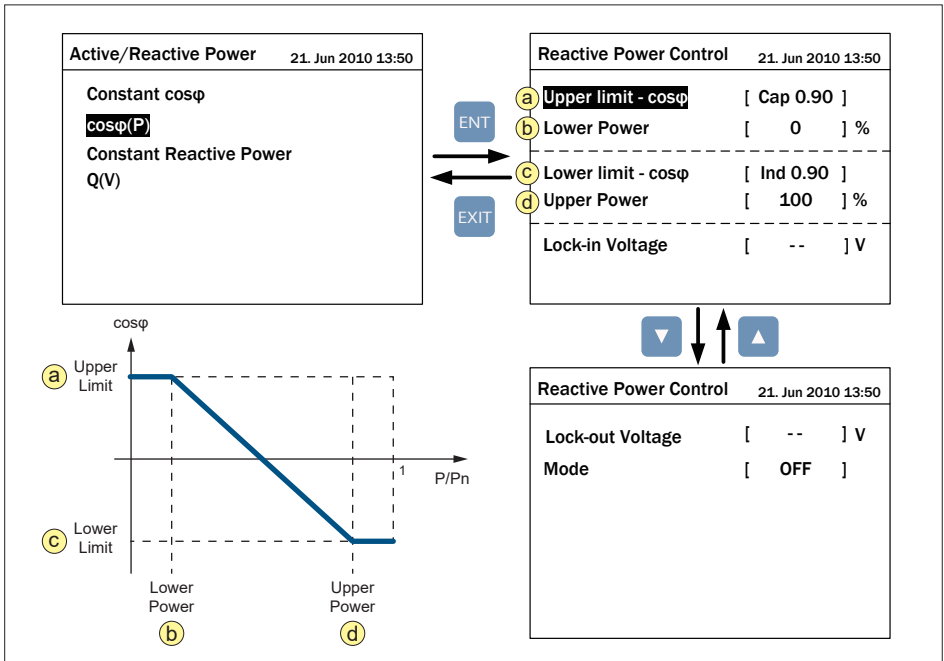 Active/Reactive Power 21. Jun 2010 13:50
Constant cosφ
cosφ(P)
Constant Reactive Power
Q(V)
ENT
EXIT
Reactive Power Control 21. Jun 2010 13:50
a Upper limit - cosφ [ Cap 0.90 ]
b Lower Power [ 0 ] %
c Lower limit - cosφ [ Ind 0.90 ]
d Upper Power [ 100 ] %
Lock-in Voltage [ -- ] V
▼ ▲
Reactive Power Control 21. Jun 2010 13:50
Lock-out Voltage [ -- ] V
Mode [ OFF ]
cosφ
a Upper
Limit
1
P/Pn
c Lower
Limit
Lower
Power
b
Upper
Power
d